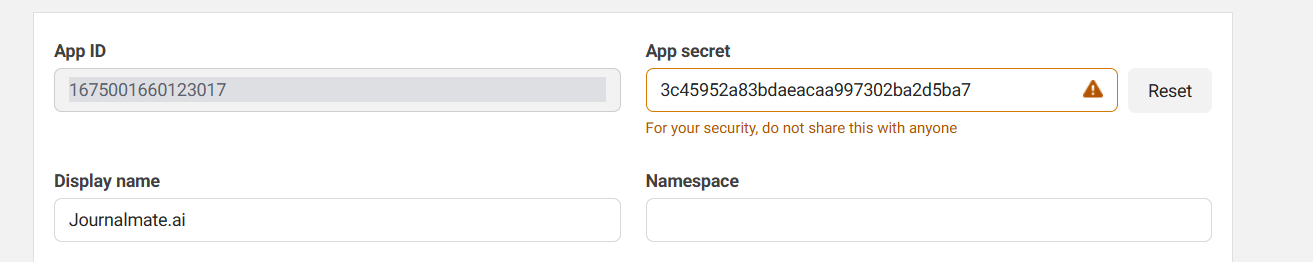 App ID
App secret
1675001660123017
3c45952a83bdaeacaa997302ba2d5ba7
Reset
For your security, do not share this with anyone
Display name
Namespace
Journalmate.ai